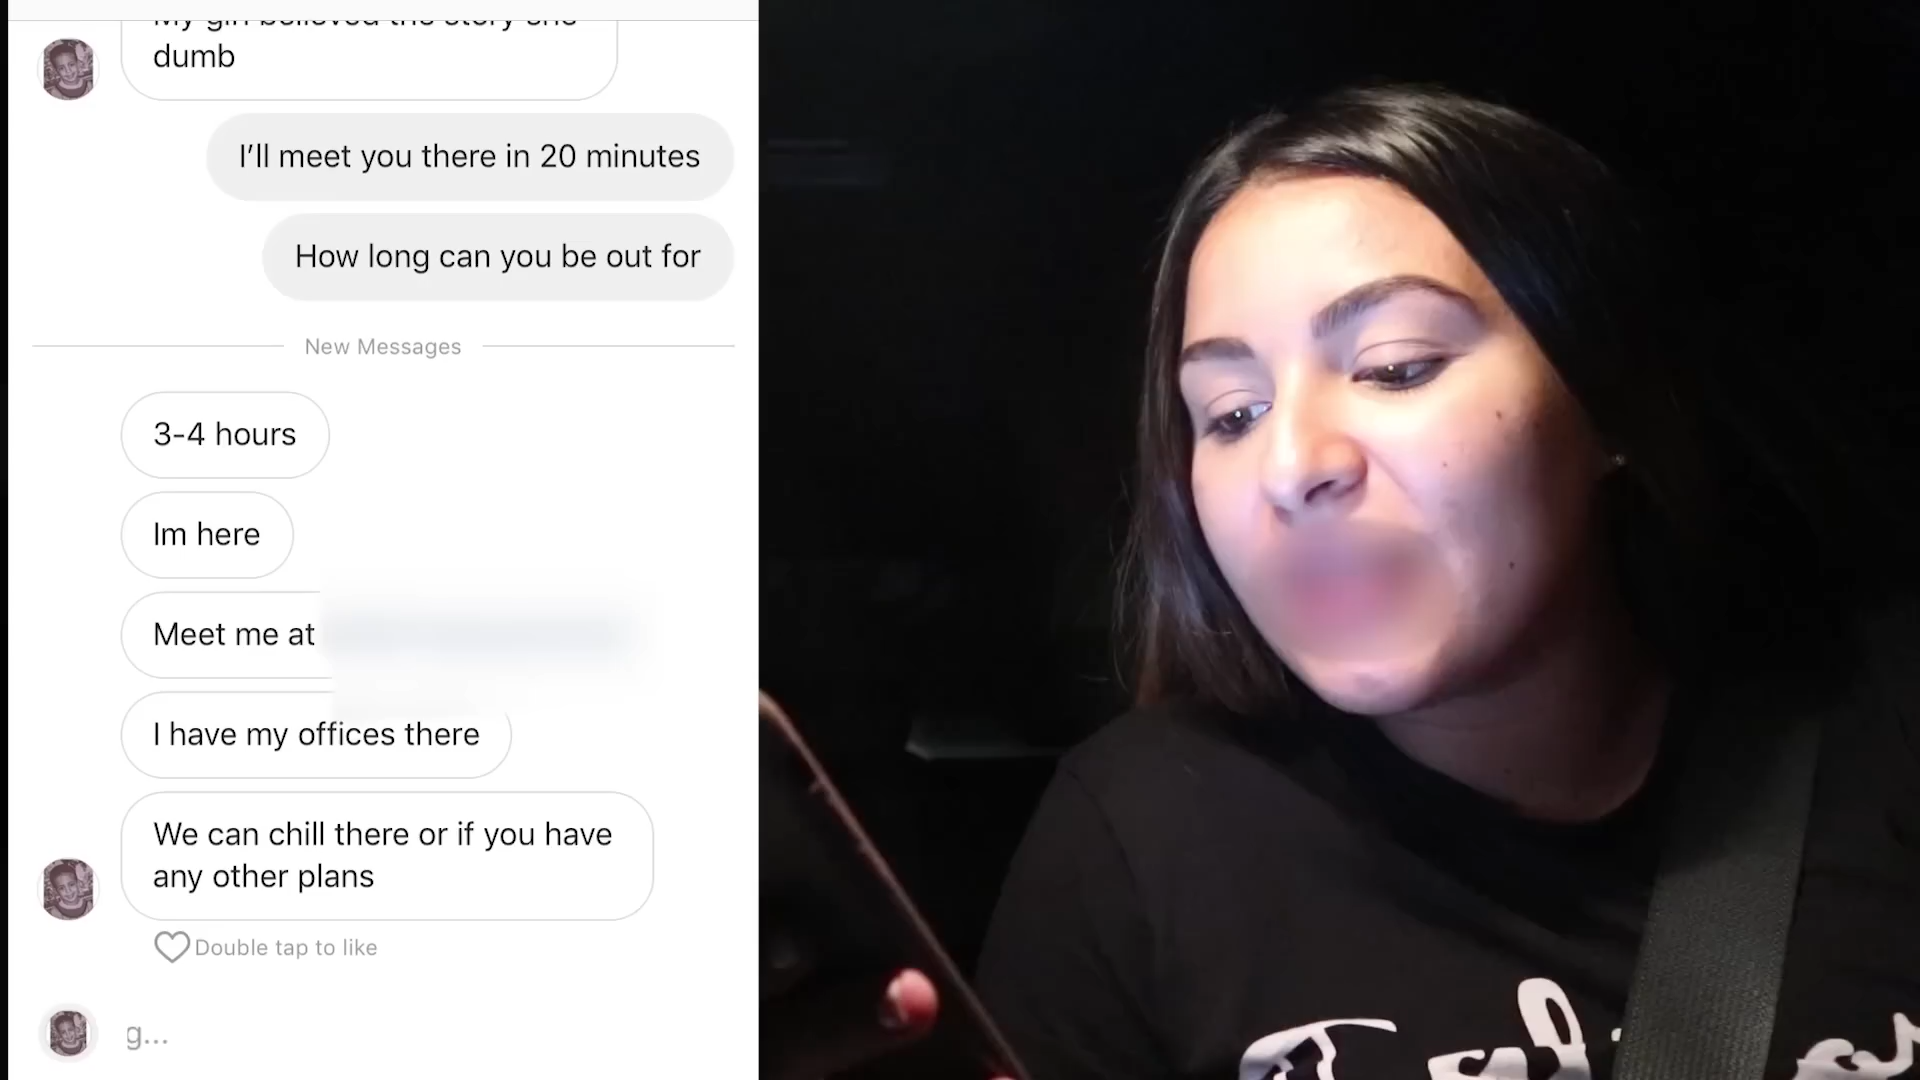 dumb
I'll meet you there in 20 minutes
How long can you be out for
New Messages
3-4 hours
Im here
Meet me at
I have my offices there
We can chill there or if you have
any other plans
Double tap to like
g...